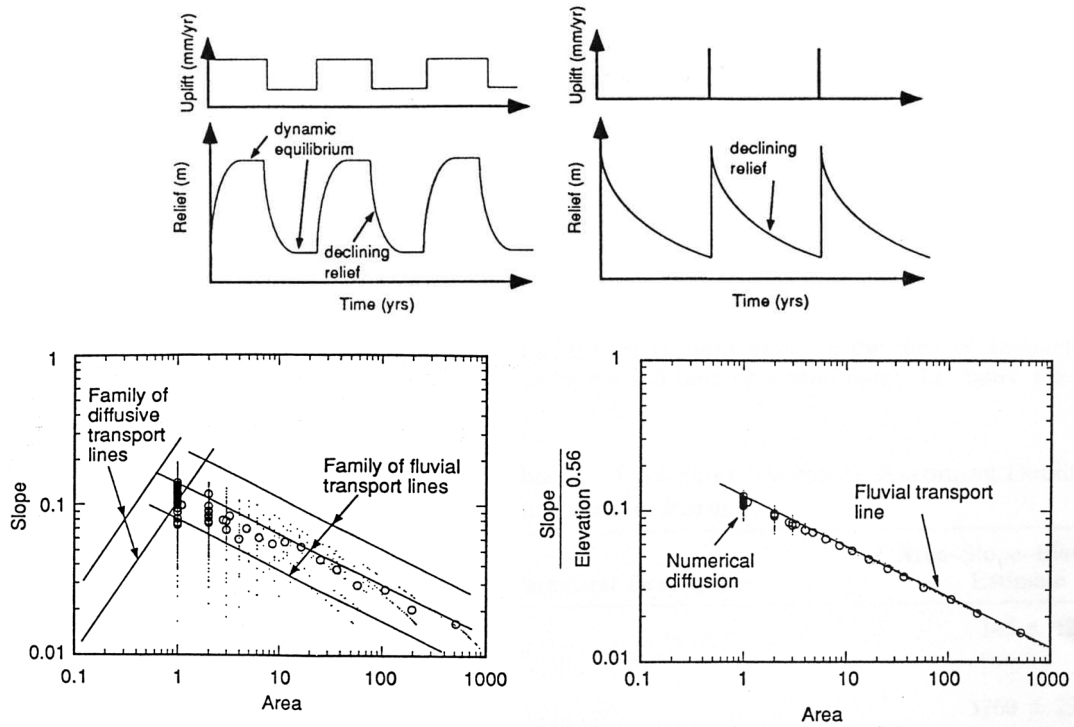 Uplift (mm/yr)
dynamic
equilibrium
Relief (m)
declining
relief
Time (yrs)
Uplift (mm/yr)
declining
relief
Relief (m)
Time (yrs)
1
0.1
0.01
Slope
Family of
diffusive
transport
lines
Family of fluvial
transport lines
0.1
1
10
100
1000
Area
1
0.1
0.01
Slope
Elevation 0.56
Fluvial transport
line
Numerical
diffusion
0.1
1
10
100
1000
Area